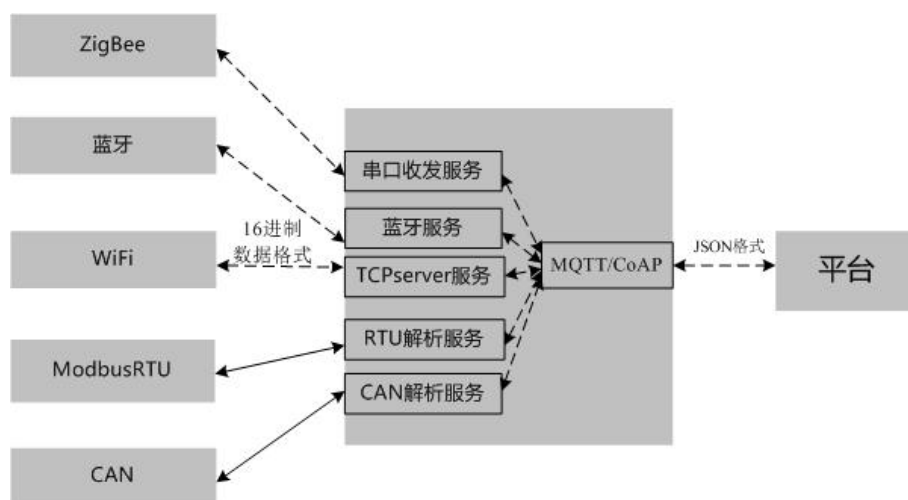 ZigBee
蓝牙
WiFi
ModbusRTU
CAN
16进制
数据格式
串口收发服务
蓝牙服务
TCPserver服务
RTU解析服务
CAN解析服务
MQTT/CoAP
JSON格式
平台